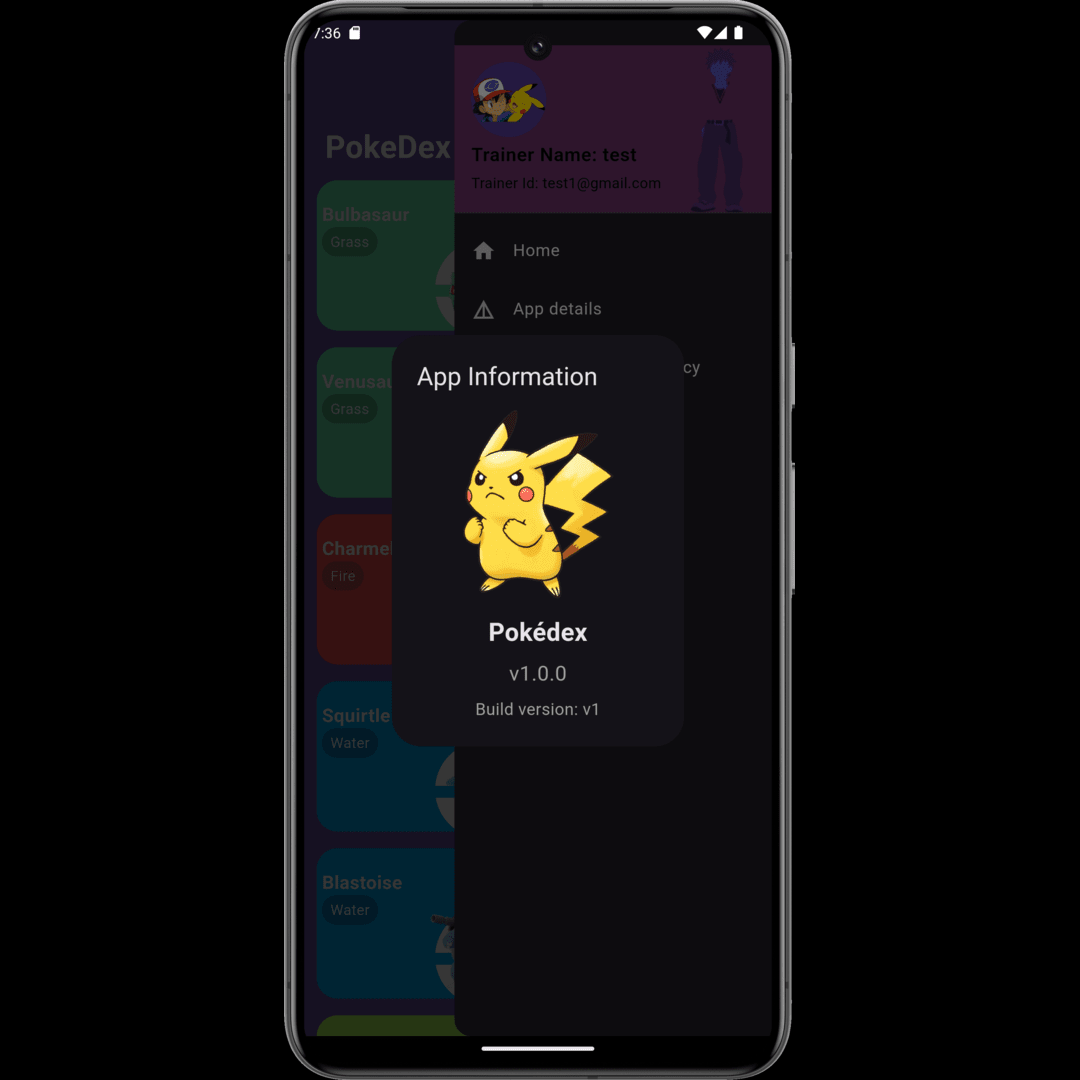 7:36
PokeDex
Bulbasaur
Grass
Venusau
Grass
Charmel
Fire
Squirtle
Water
Blastoise
Water
Trainer Name: test
Trainer Id: test1@gmail.com
Home
App details
cy
App Information
Pokédex
v1.0.0
Build version: v1